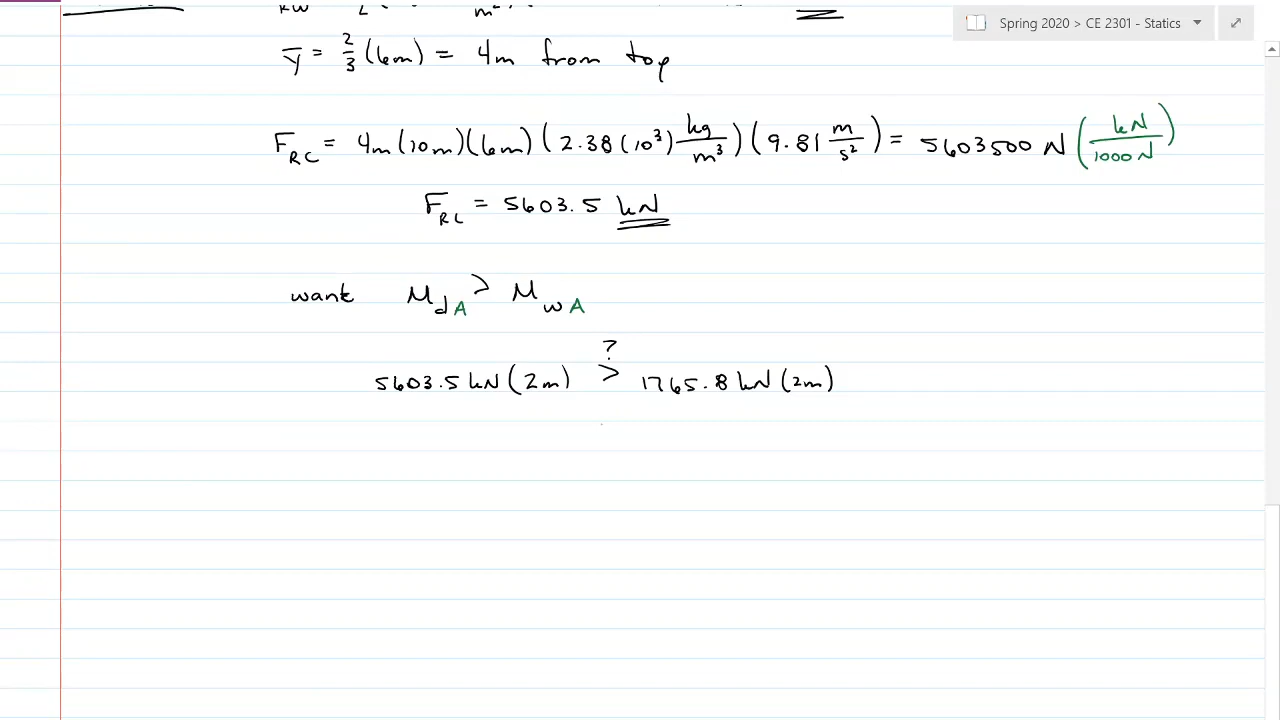 Spring 2020 > CE 2301 - Statics
ȳ = 2/3 (6m) = 4m from top
F_RC = 4m(10m)(6m)(2.38(10³) kg/m³)(9.81 m/s²) = 5603500 N (kN/1000N)
F_RC = 5603.5 kN
want M_dA > M_wA
?
5603.5 kN (2m) > 1765.8 kN (2m)